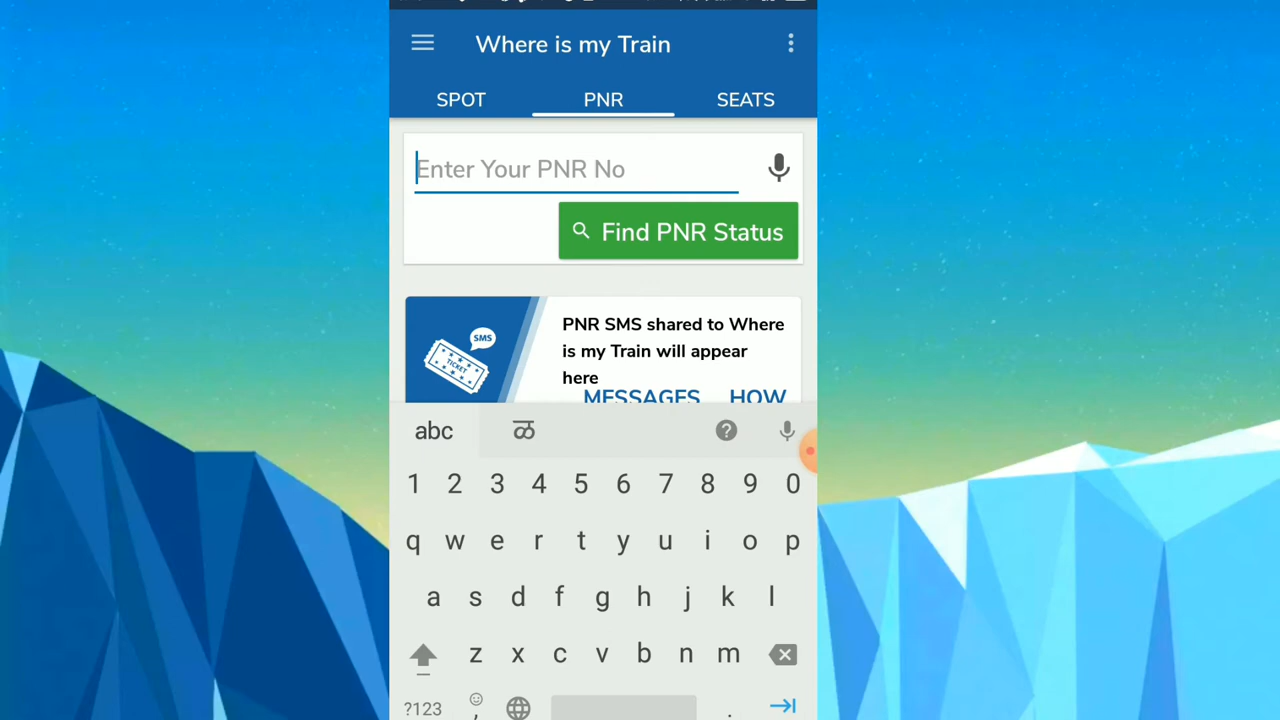 Where is my Train
SPOT PNR SEATS
Enter Your PNR No
Find PNR Status
SMS
TICKET
PNR SMS shared to Where
is my Train will appear
here
MESSAGES HOW
abc ळ
1 2 3 4 5 6 7 8 9 0
q w e r t y u i o p
a s d f g h j k l
z x c v b n m
?123 , .